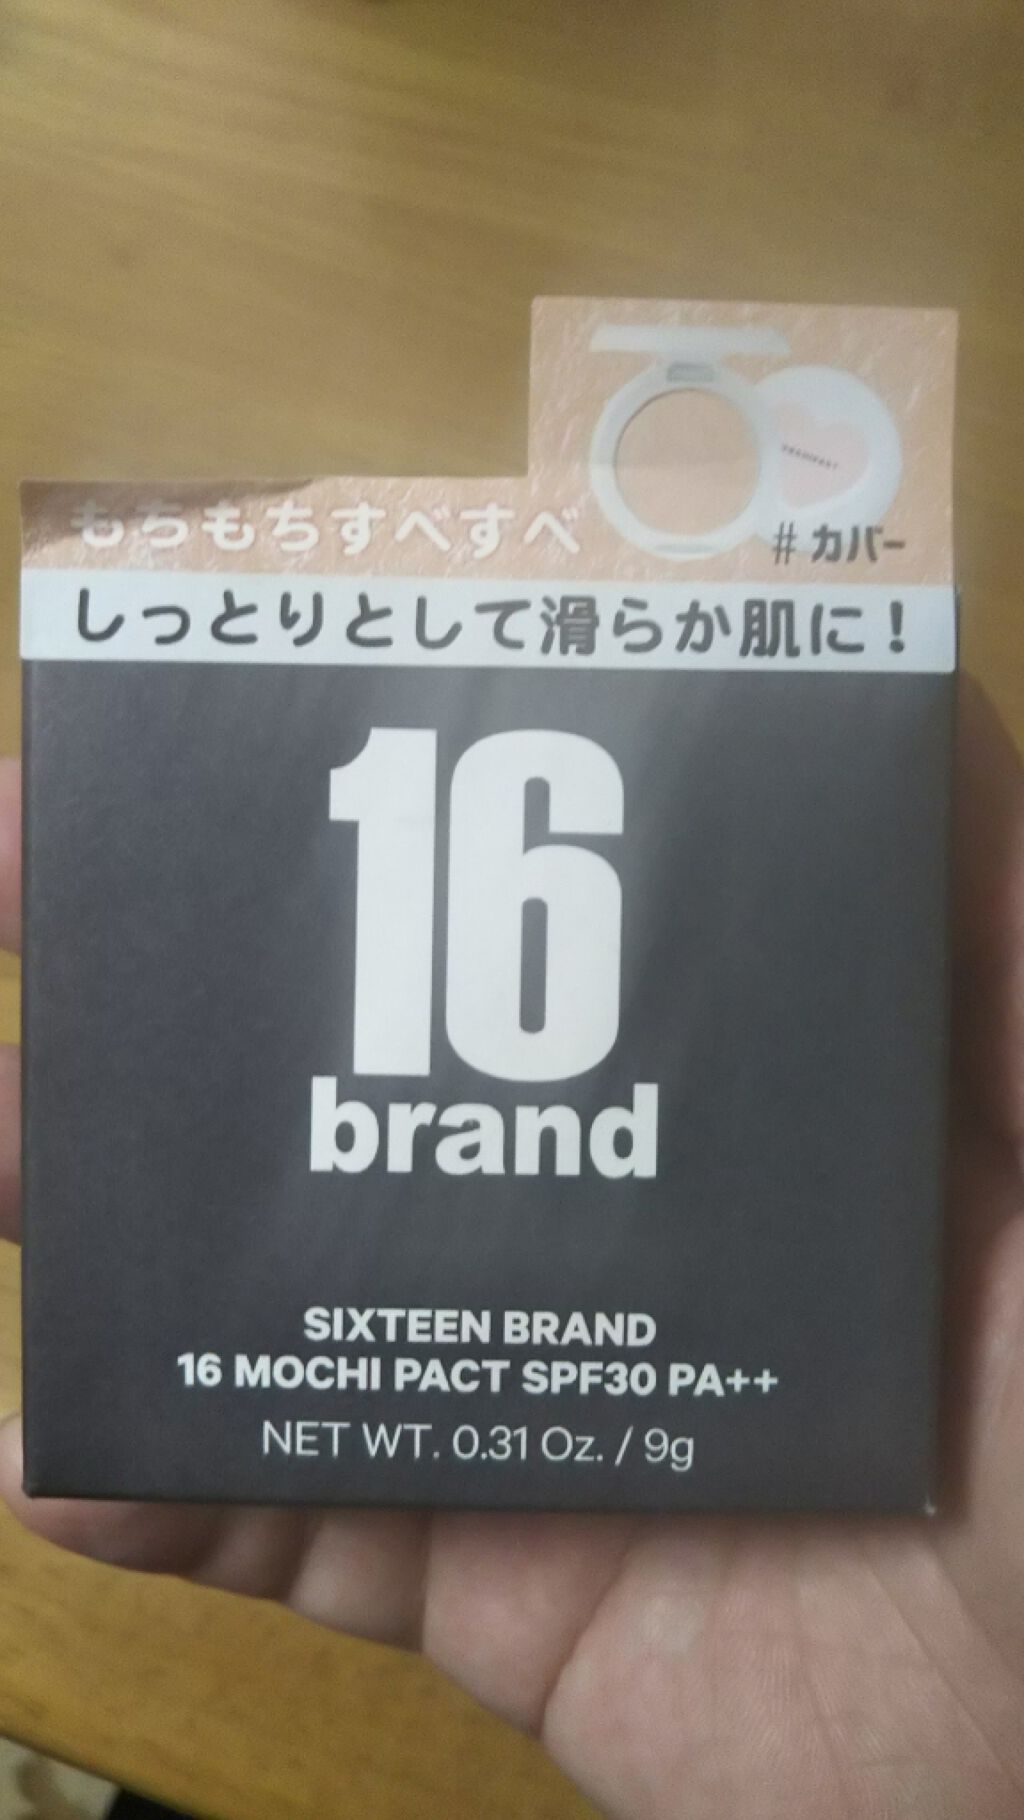 もちもちすべすべ
#カバー
しっとりとして滑らか肌に!
16
brand
SIXTEEN BRAND
16 MOCHI PACT SPF30 PA++
NET WT. 0.31 Oz. / 9g